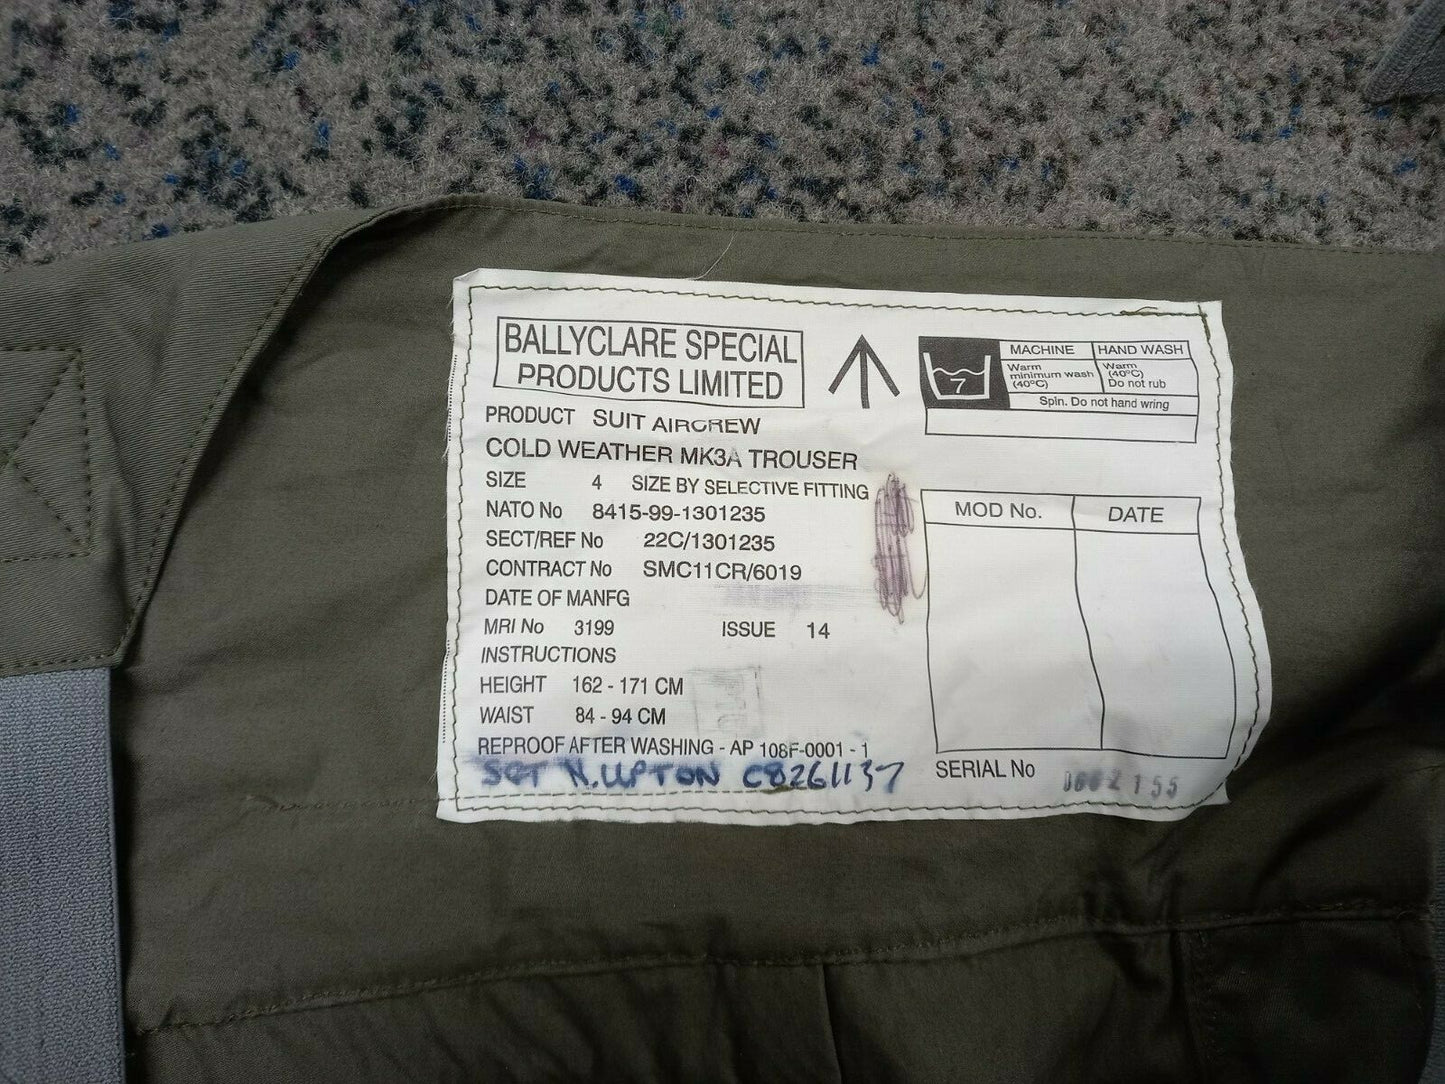 BALLYCLARE SPECIAL
PRODUCTS LIMITED
PRODUCT SUIT AIRCREW
COLD WEATHER MK3A TROUSER
SIZE 4 SIZE BY SELECTIVE FITTING
NATO No 8415-99-1301235
SECT/REF No 22C/1301235
CONTRACT No SMC11CR/6019
DATE OF MANFG
MRI No 3199 ISSUE 14
INSTRUCTIONS
HEIGHT 162 - 171 CM
WAIST 84 - 94 CM
REPROOF AFTER WASHING - AP 108F-0001 - 1
SGT N.UPTON C8261137
7
MACHINE HAND WASH
Warm minimum wash (40°C)
Warm (40°C) Do not rub
Spin. Do not hand wring
MOD No. DATE
SERIAL No